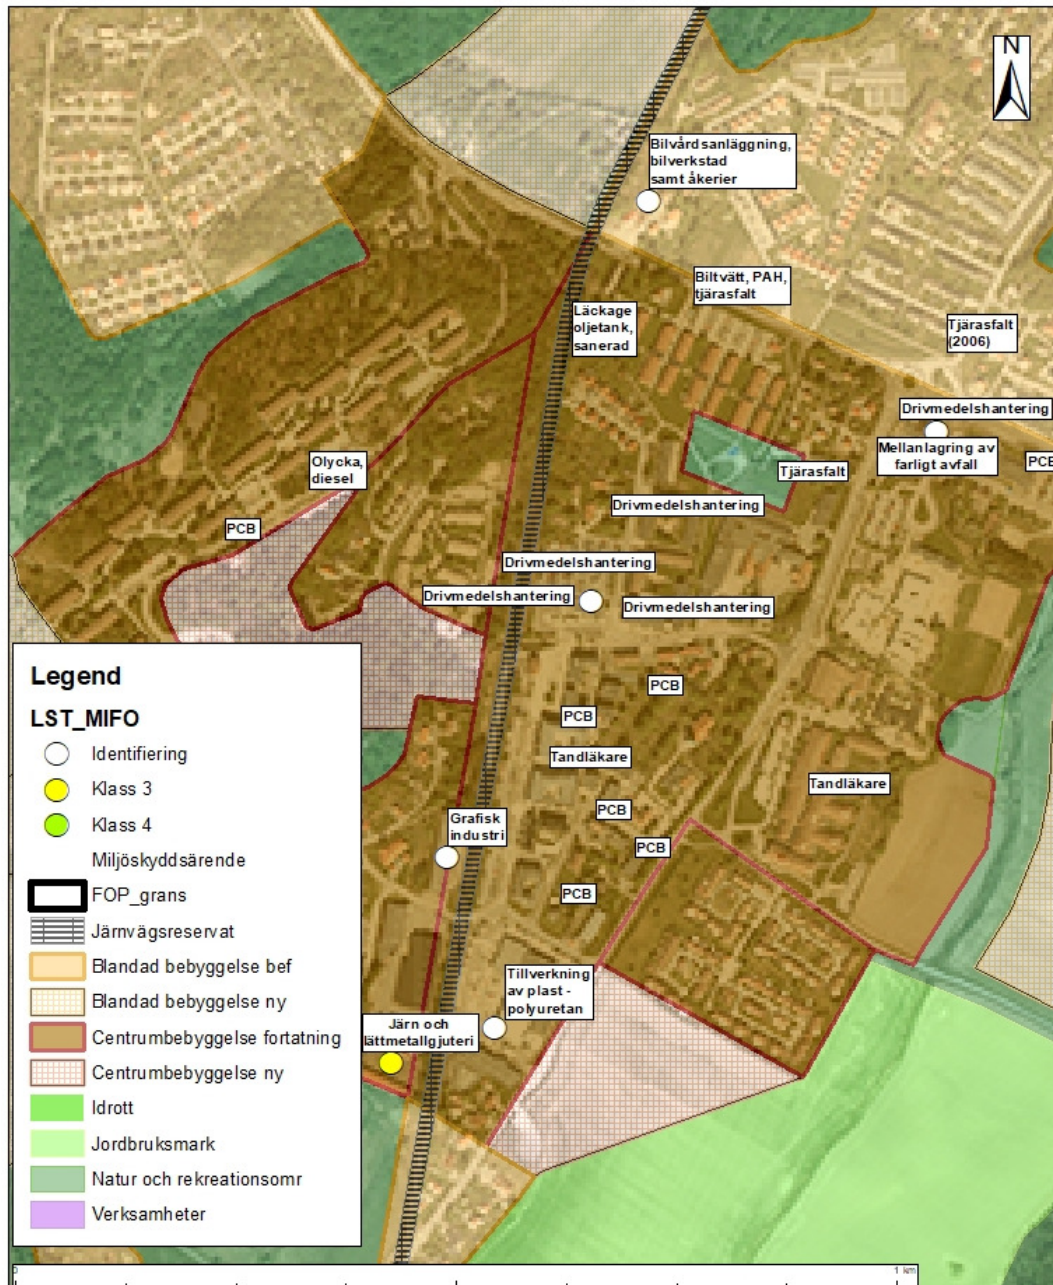 N
Bilvårdsanläggning,
bilverkstad
samt åkerier
Biltvätt, PAH,
tjärasfalt
Läckage
oljetank,
sanerad
Tjärasfalt
(2006)
Drivmedelshantering
Mellanlagring av
farligt avfall
PCB
Olycka,
diesel
Tjärasfalt
Drivmedelshantering
PCB
Drivmedelshantering
Drivmedelshantering
Drivmedelshantering
PCB
PCB
Tandläkare
Tandläkare
PCB
Grafisk
industri
PCB
PCB
Tillverkning
av plast -
polyuretan
Järn och
lättmetallgjuteri
Legend
LST_MIFO
Identifiering
Klass 3
Klass 4
Miljöskyddsärende
FOP_grans
Järnvägsreservat
Blandad bebyggelse bef
Blandad bebyggelse ny
Centrumbebyggelse fortatning
Centrumbebyggelse ny
Idrott
Jordbruksmark
Natur och rekreationsomr
Verksamheter
0
1 km